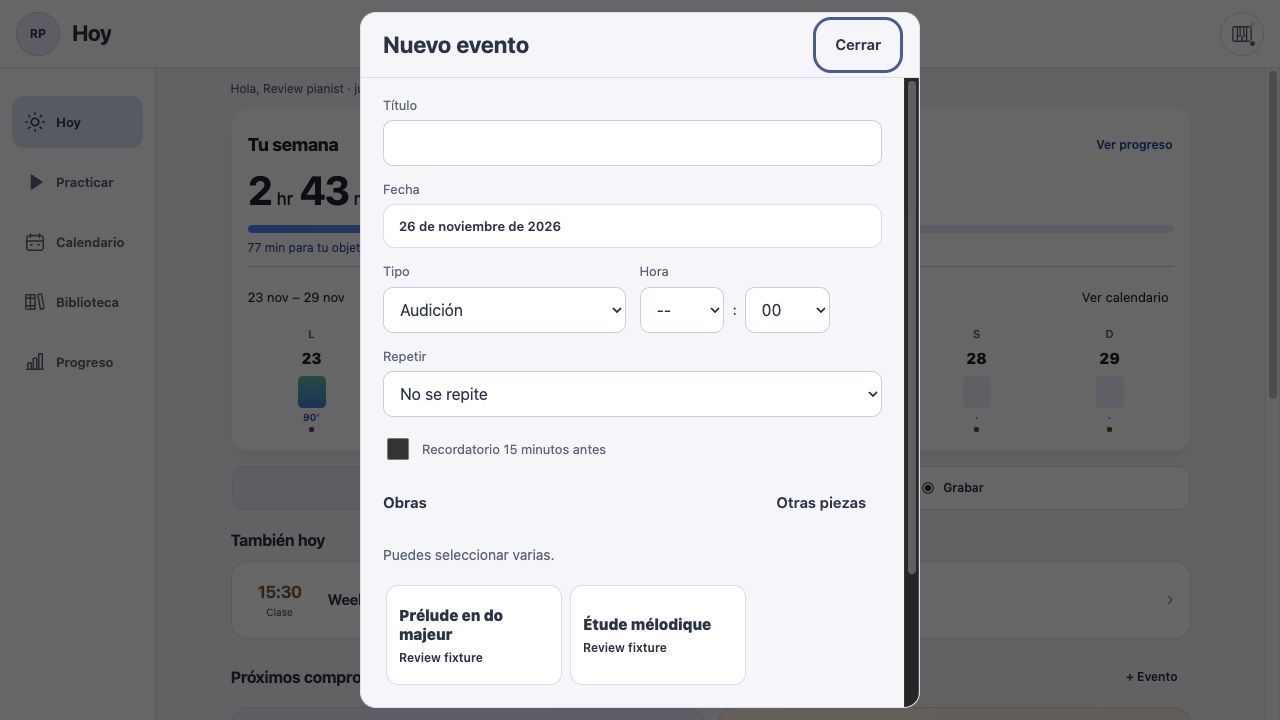 RP
Hoy
Nuevo evento
Cerrar
Hoy
Practicar
Calendario
Biblioteca
Progreso
Hola, Review pianist ·
Tu semana
Ver progreso
2 hr 43
77 min para tu
23 nov – 29 nov
Ver calendario
L
S
D
23
28
29
90'
Grabar
También hoy
15:30
Clase
Próximos
+ Evento
Título
Fecha
26 de noviembre de 2026
Tipo
Hora
Audición
--
:
00
Repetir
No se repite
Recordatorio 15 minutos antes
Obras
Otras piezas
Puedes seleccionar varias.
Prélude en do
majeur
Review fixture
Étude mélodique
Review fixture